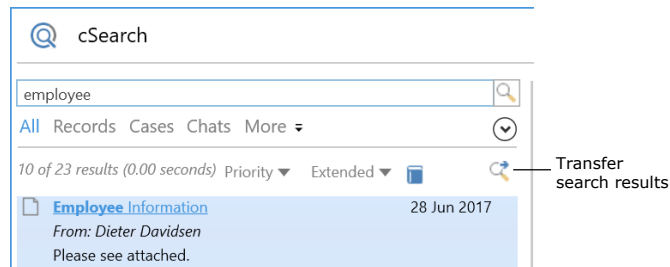 cSearch
employee
All Records Cases Chats More
10 of 23 results (0.00 seconds) Priority Extended
Transfer
search results
Employee Information 28 Jun 2017
From: Dieter Davidsen
Please see attached.